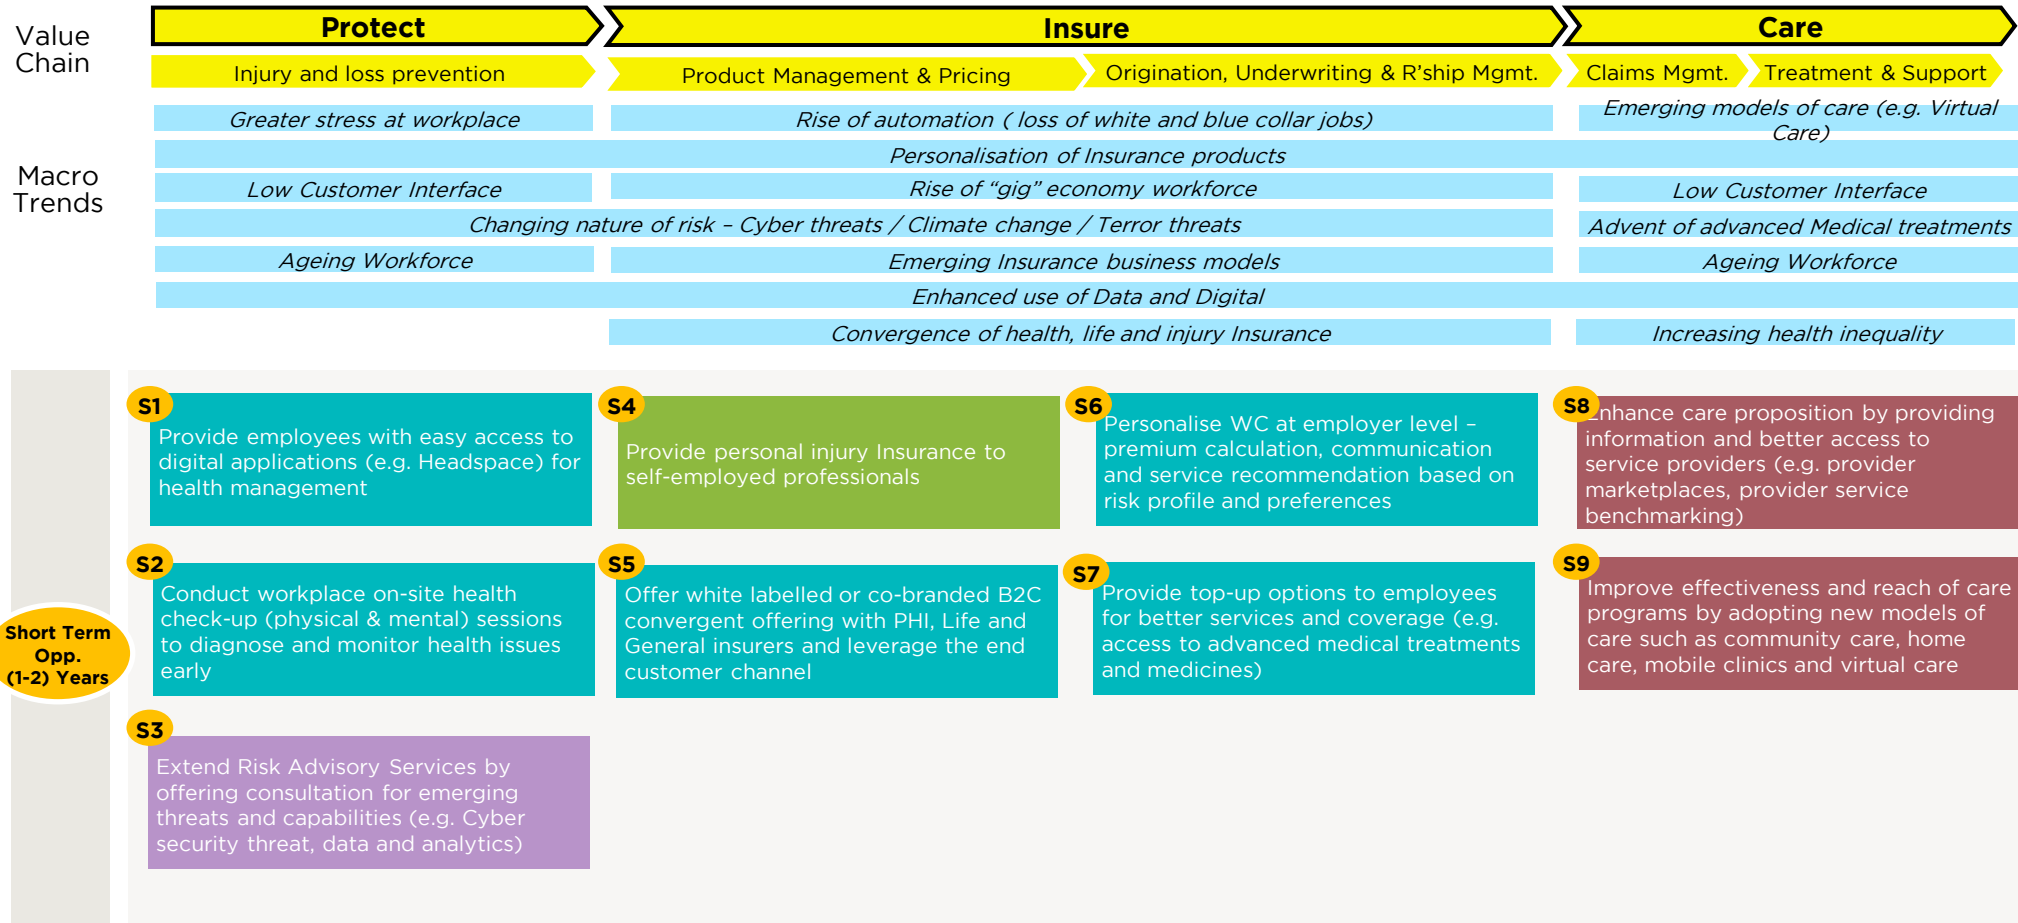 Value
Chain
Protect
Insure
Care
Injury and loss prevention
Product Management & Pricing
Origination, Underwriting & R'ship Mgmt.
Claims Mgmt.
Treatment & Support
Macro
Trends
Greater stress at workplace
Rise of automation ( loss of white and blue collar jobs)
Emerging models of care (e.g. Virtual
Care)
Personalisation of Insurance products
Low Customer Interface
Rise of “gig” economy workforce
Low Customer Interface
Changing nature of risk – Cyber threats / Climate change / Terror threats
Advent of advanced Medical treatments
Ageing Workforce
Emerging Insurance business models
Ageing Workforce
Enhanced use of Data and Digital
Convergence of health, life and injury Insurance
Increasing health inequality
Short Term
Opp.
(1-2) Years
S1
Provide employees with easy access to
digital applications (e.g. Headspace) for
health management
S2
Conduct workplace on-site health
check-up (physical & mental) sessions
to diagnose and monitor health issues
early
S3
Extend Risk Advisory Services by
offering consultation for emerging
threats and capabilities (e.g. Cyber
security threat, data and analytics)
S4
Provide personal injury Insurance to
self-employed professionals
S5
Offer white labelled or co-branded B2C
convergent offering with PHI, Life and
General insurers and leverage the end
customer channel
S6
Personalise WC at employer level –
premium calculation, communication
and service recommendation based on
risk profile and preferences
S7
Provide top-up options to employees
for better services and coverage (e.g.
access to advanced medical treatments
and medicines)
S8
Enhance care proposition by providing
information and better access to
service providers (e.g. provider
marketplaces, provider service
benchmarking)
S9
Improve effectiveness and reach of care
programs by adopting new models of
care such as community care, home
care, mobile clinics and virtual care